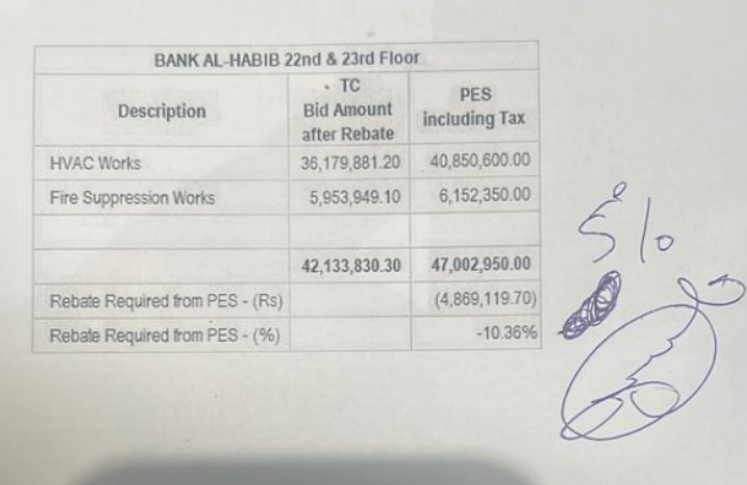 BANK AL-HABIB 22nd & 23rd Floor
Description
TC
Bid Amount
after Rebate
PES
including Tax
HVAC Works 36,179,881.20 40,850,600.00
Fire Suppression Works 5,953,949.10 6,152,350.00
42,133,830.30 47,002,950.00
Rebate Required from PES - (Rs) (4,869,119.70)
Rebate Required from PES - (%) -10.36%
5%